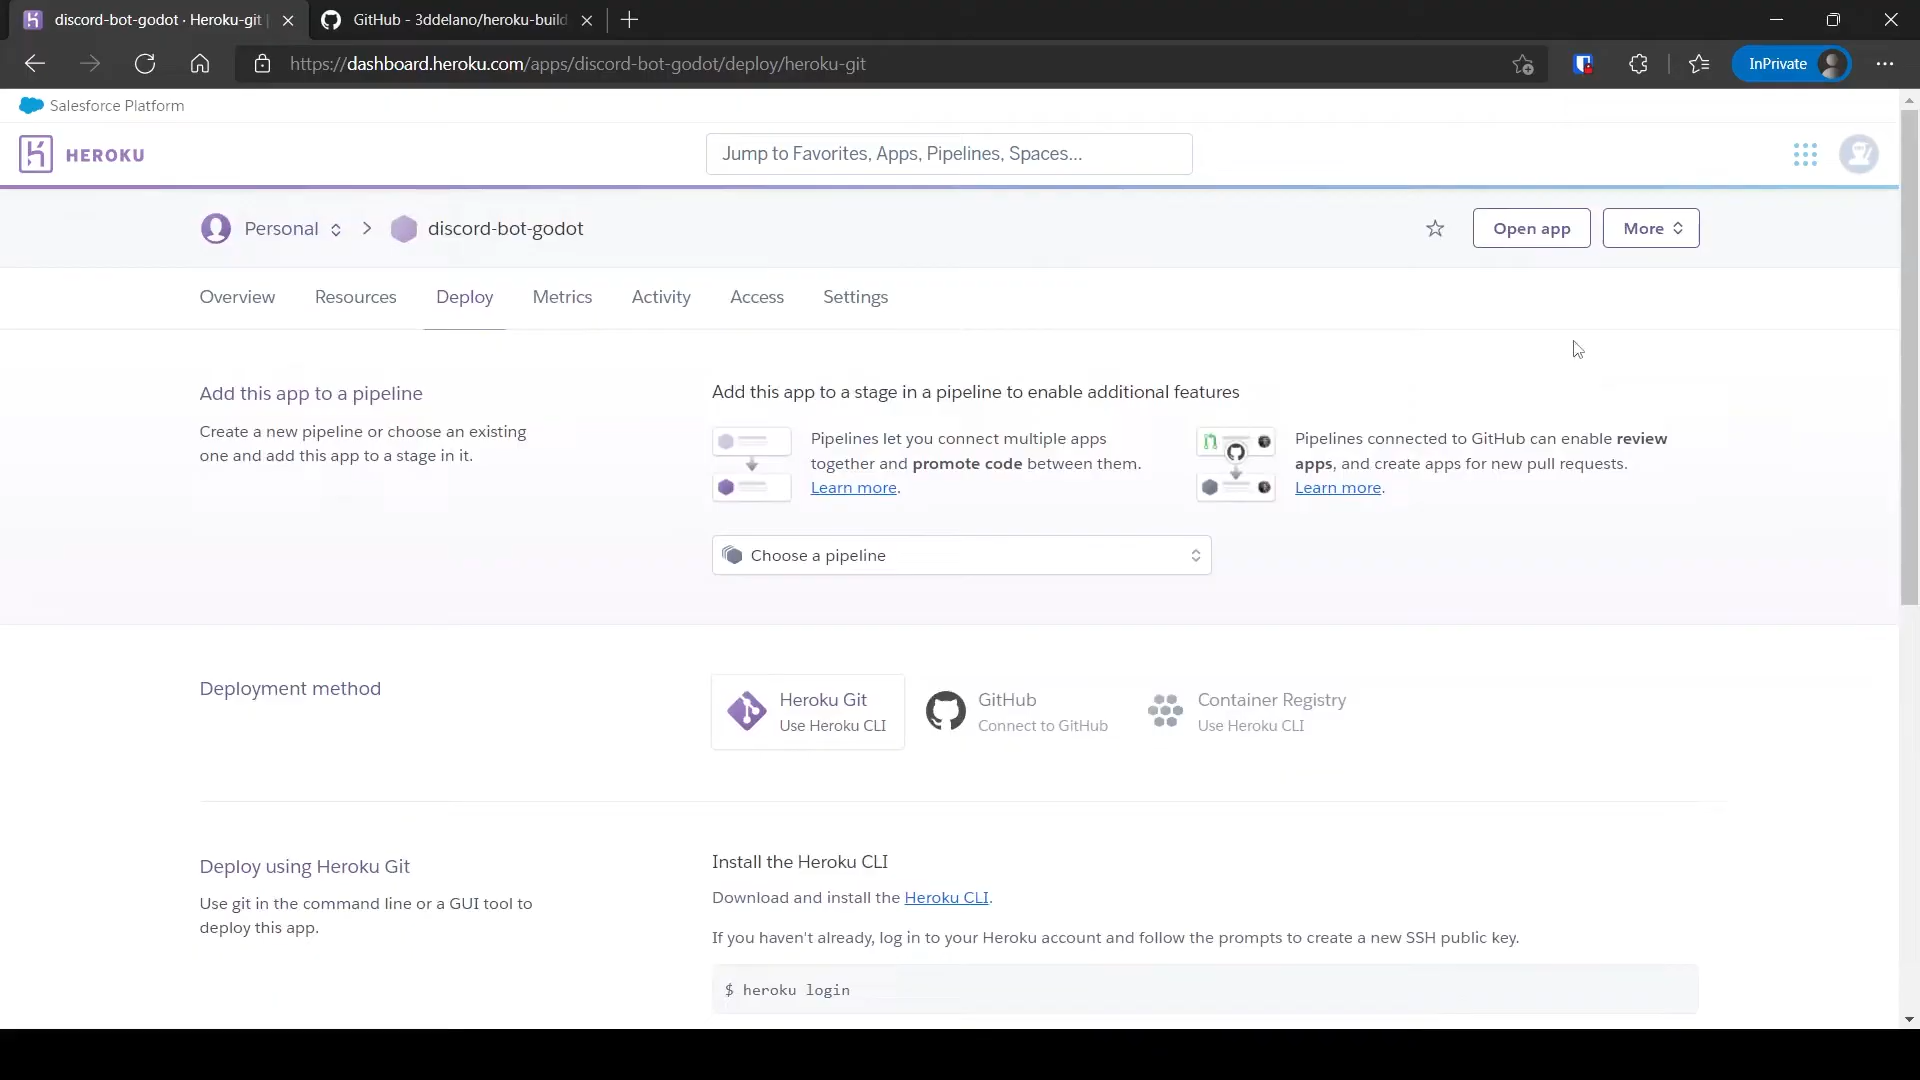 discord-bot-godot · Heroku-git
GitHub - 3ddelano/heroku-build
https://dashboard.heroku.com/apps/discord-bot-godot/deploy/heroku-git
InPrivate
Salesforce Platform
HEROKU
Jump to Favorites, Apps, Pipelines, Spaces...
Personal
discord-bot-godot
Open app
More
Overview
Resources
Deploy
Metrics
Activity
Access
Settings
Add this app to a pipeline
Create a new pipeline or choose an existing
one and add this app to a stage in it.
Add this app to a stage in a pipeline to enable additional features
Pipelines let you connect multiple apps
together and promote code between them.
Learn more.
Pipelines connected to GitHub can enable review
apps, and create apps for new pull requests.
Learn more.
Choose a pipeline
Deployment method
Heroku Git
Use Heroku CLI
GitHub
Connect to GitHub
Container Registry
Use Heroku CLI
Deploy using Heroku Git
Use git in the command line or a GUI tool to
deploy this app.
Install the Heroku CLI
Download and install the Heroku CLI.
If you haven't already, log in to your Heroku account and follow the prompts to create a new SSH public key.
$ heroku login